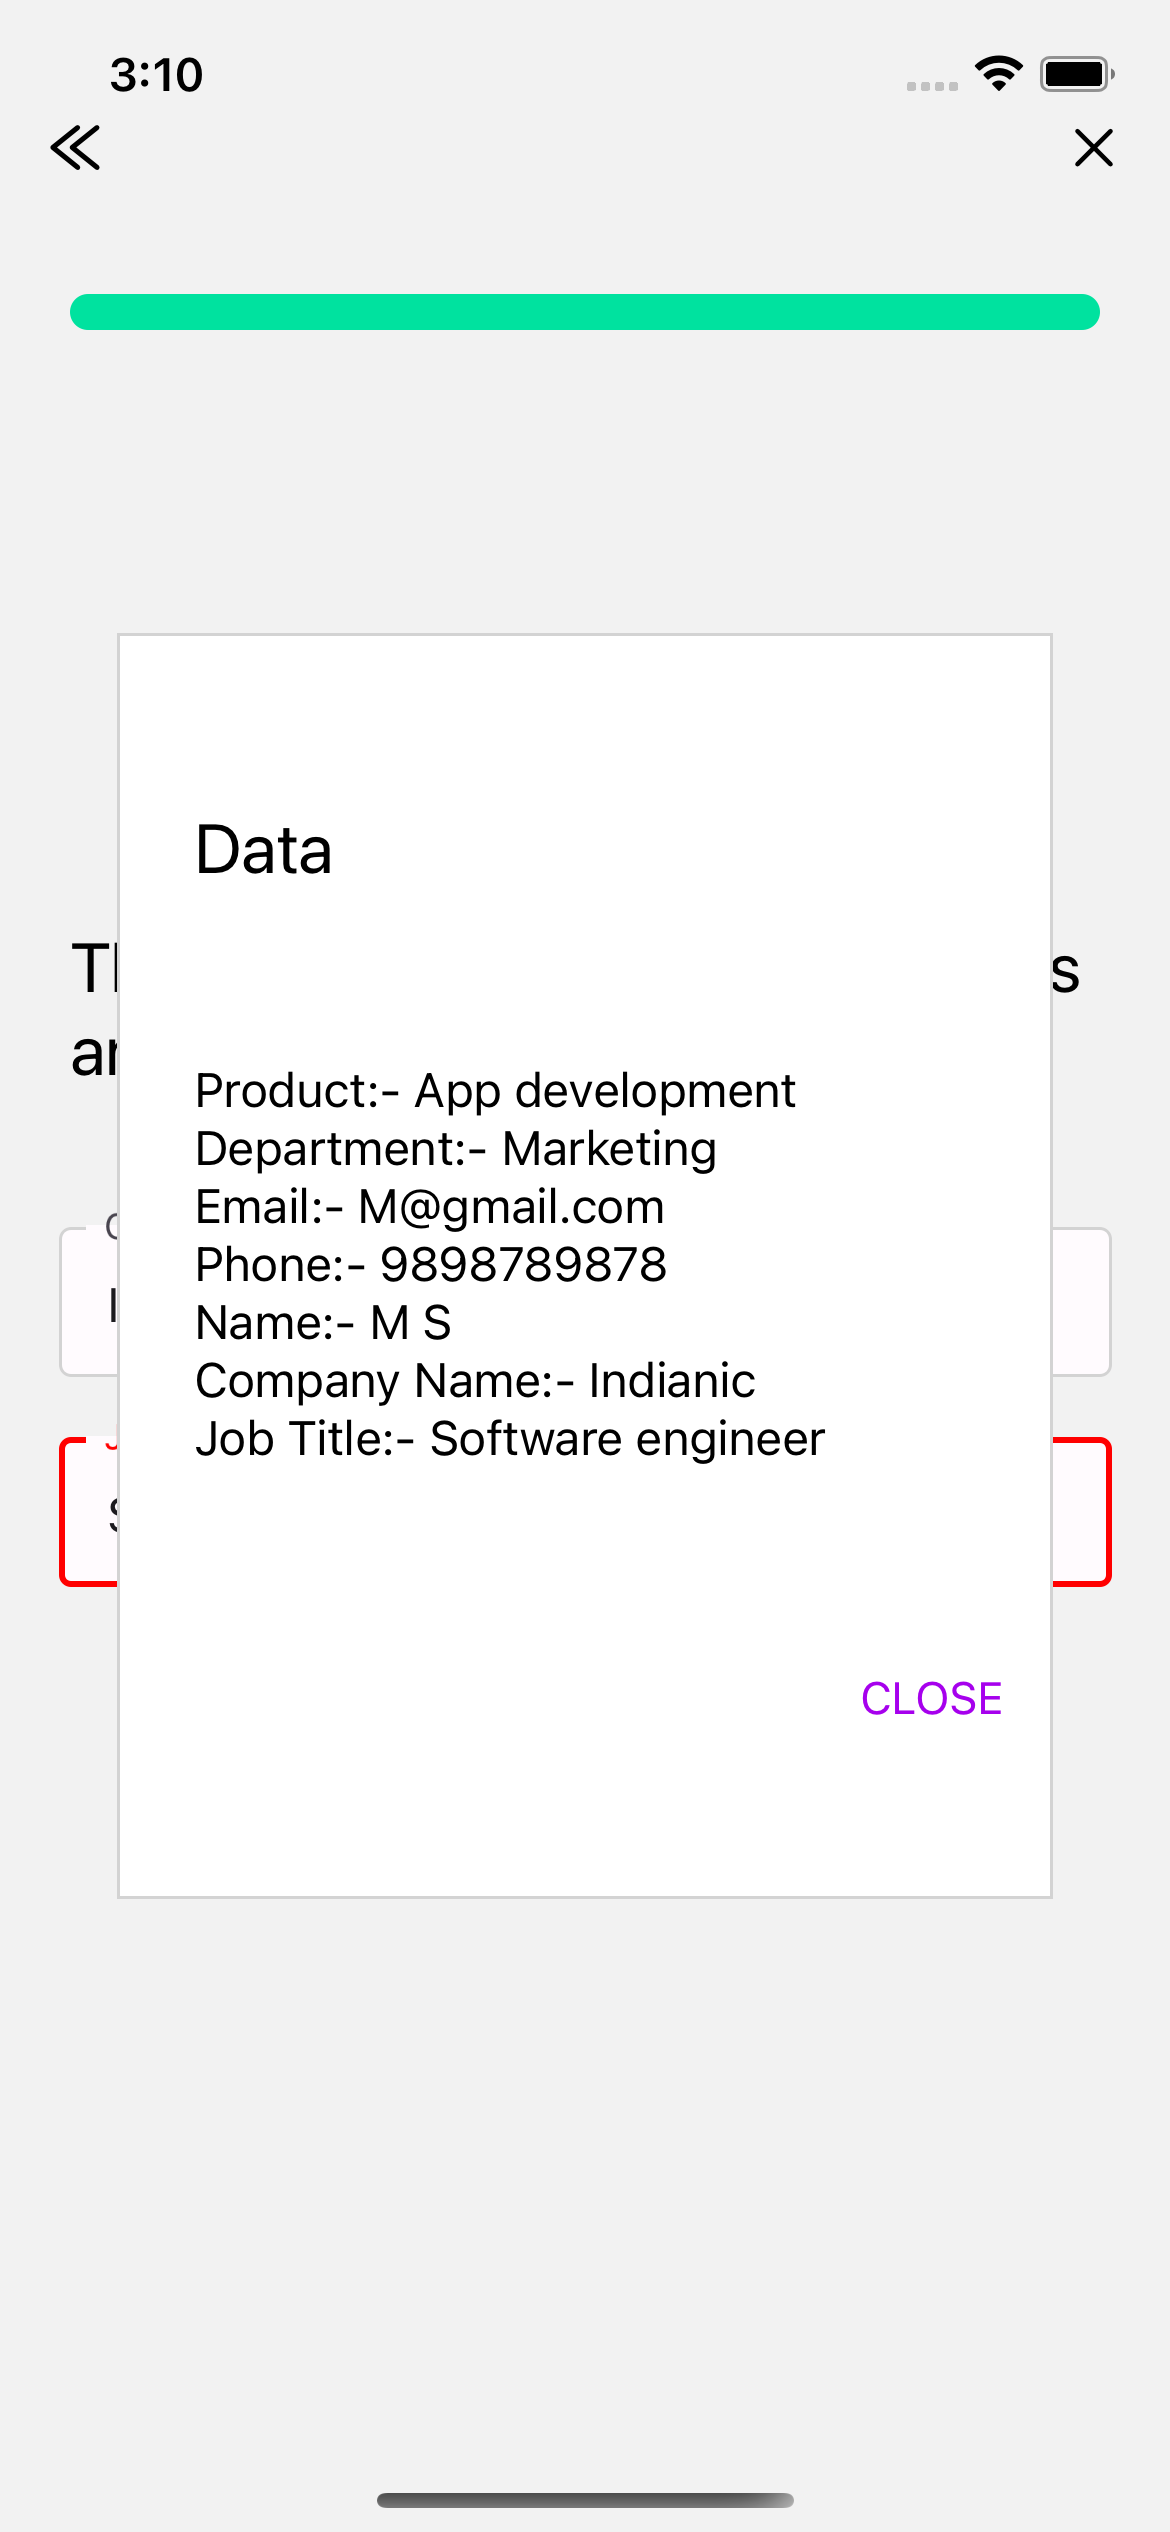 3:10
Data
Product:- App development
Department:- Marketing
Email:- M@gmail.com
Phone:- 9898789878
Name:- M S
Company Name:- Indianic
Job Title:- Software engineer
CLOSE